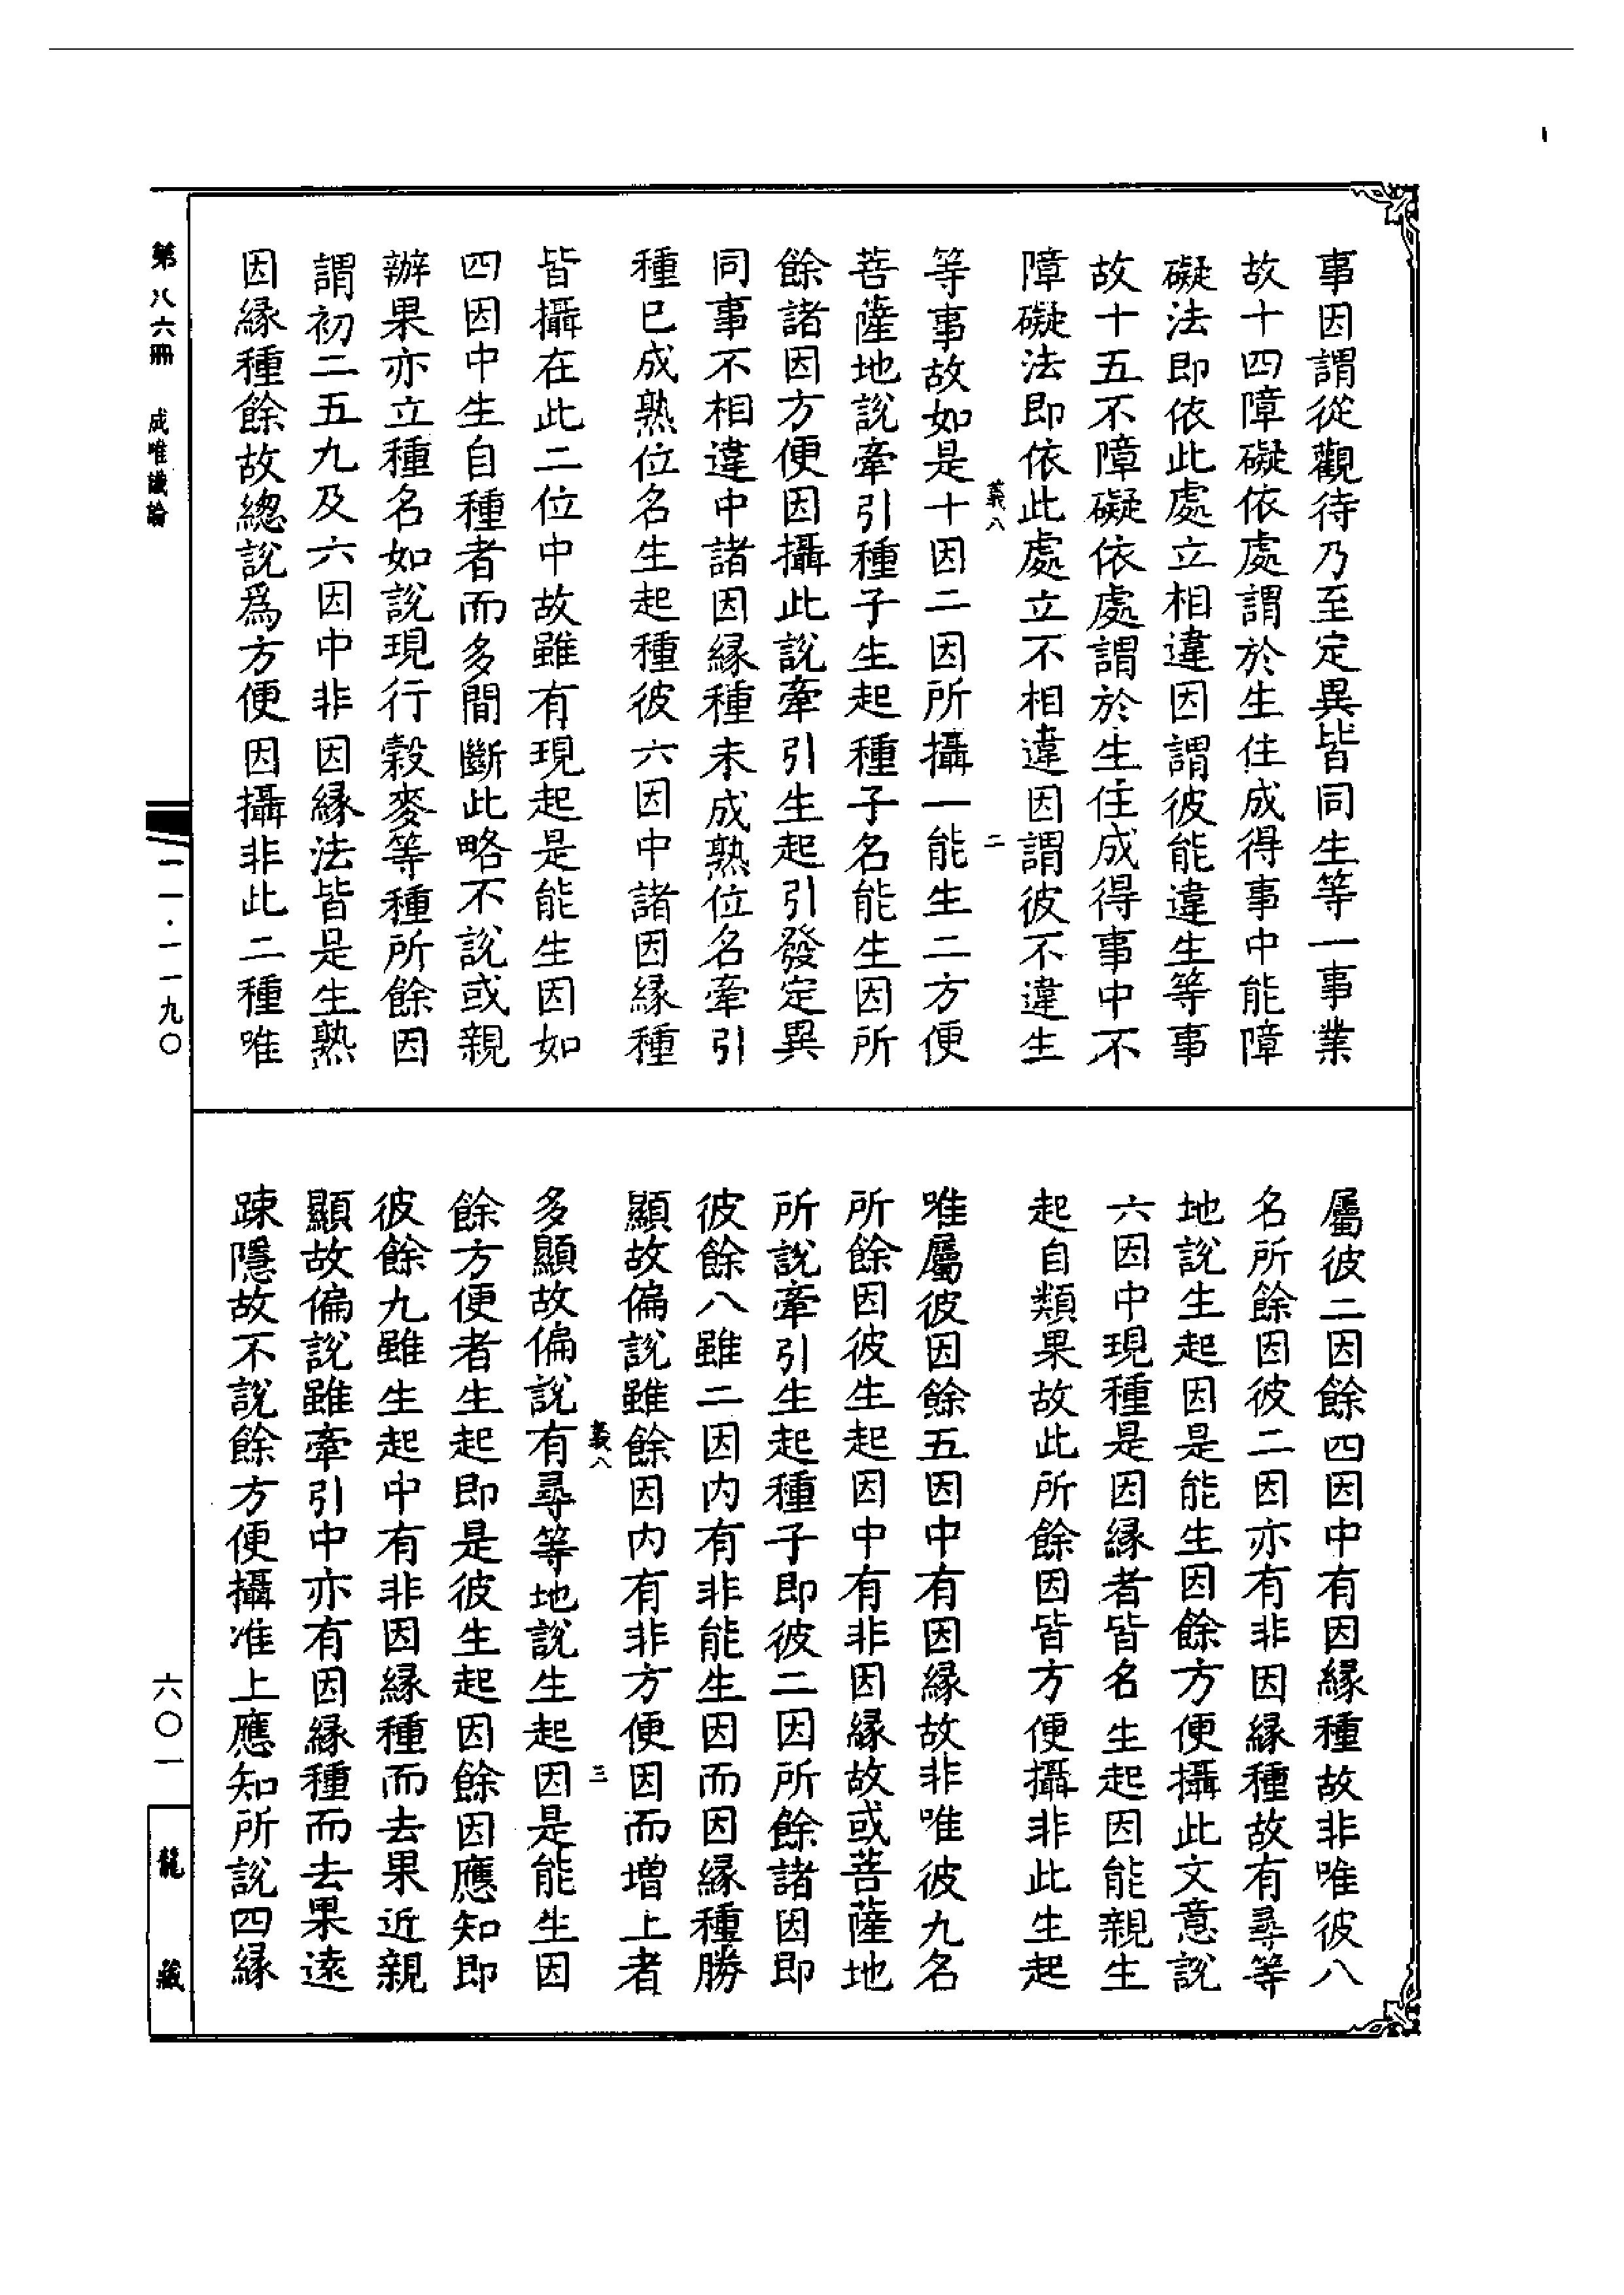 事因謂從觀待乃至定異皆同生等一事業
故十四障礙依處謂於生住成得事中能障
礙法即依此處立相違因謂彼能違生等事
故十五不障礙依處謂於生住成得事中不
障礙法即依此處立不相違因謂彼不違生
義八
二
等事故如是十因二因所攝一能生二方便
菩薩地說牽引種子生起種子名能生因所
餘諸因方便因攝此說牽引生起引發定異
同事不相違中諸因緣種未成熟位名牽引
種已成熟位名生起種彼六因中諸因緣種
皆攝在此二位中故雖有現起是能生因如
四因中生自種者而多間斷此略不說或親
辦果亦立種名如說現行穀麥等種所餘因
謂初二五九及六因中非因緣法皆是生熟
因緣種餘故總說為方便因攝非此二種唯
屬彼二因餘四因中有因緣種故非唯彼八
名所餘因彼二因亦有非因緣種故有尋等
地說生起因是能生因餘方便攝此文意說
六因中現種是因緣者皆名生起因能親生
起自類果故此所餘因皆方便攝非此生起
唯屬彼因餘五因中有因緣故非唯彼九名
所餘因彼生起因中有非因緣故或菩薩地
所說牽引生起種子即彼二因所餘諸因即
彼餘八雖二因內有非能生因而因緣種勝
顯故偏說雖餘因內有非方便因而增上者
義八
三
多顯故偏說有尋等地說生起因是能生因
餘方便者生起即是彼生起因餘因應知即
彼餘九雖生起中有非因緣種而去果近親
顯故偏說雖牽引中亦有因緣種而去果遠
踈隱故不說餘方便攝准上應知所說四緣
第八六冊　成唯識論
一一·一一九〇
六〇一
龍藏